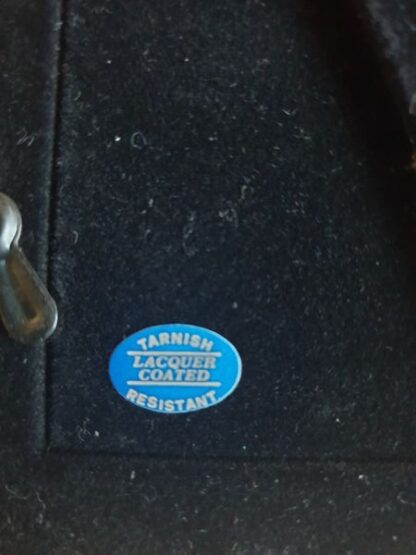 TARNISH
LACQUER
COATED
RESISTANT